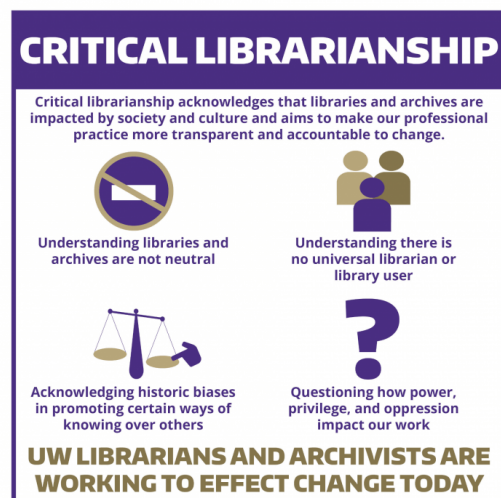 CRITICAL LIBRARIANSHIP
Critical librarianship acknowledges that libraries and archives are
impacted by society and culture and aims to make our professional
practice more transparent and accountable to change.
Understanding libraries and
archives are not neutral
Understanding there is
no universal librarian or
library user
Acknowledging historic biases
in promoting certain ways of
knowing over others
?
Questioning how power,
privilege, and oppression
impact our work
UW LIBRARIANS AND ARCHIVISTS ARE
WORKING TO EFFECT CHANGE TODAY